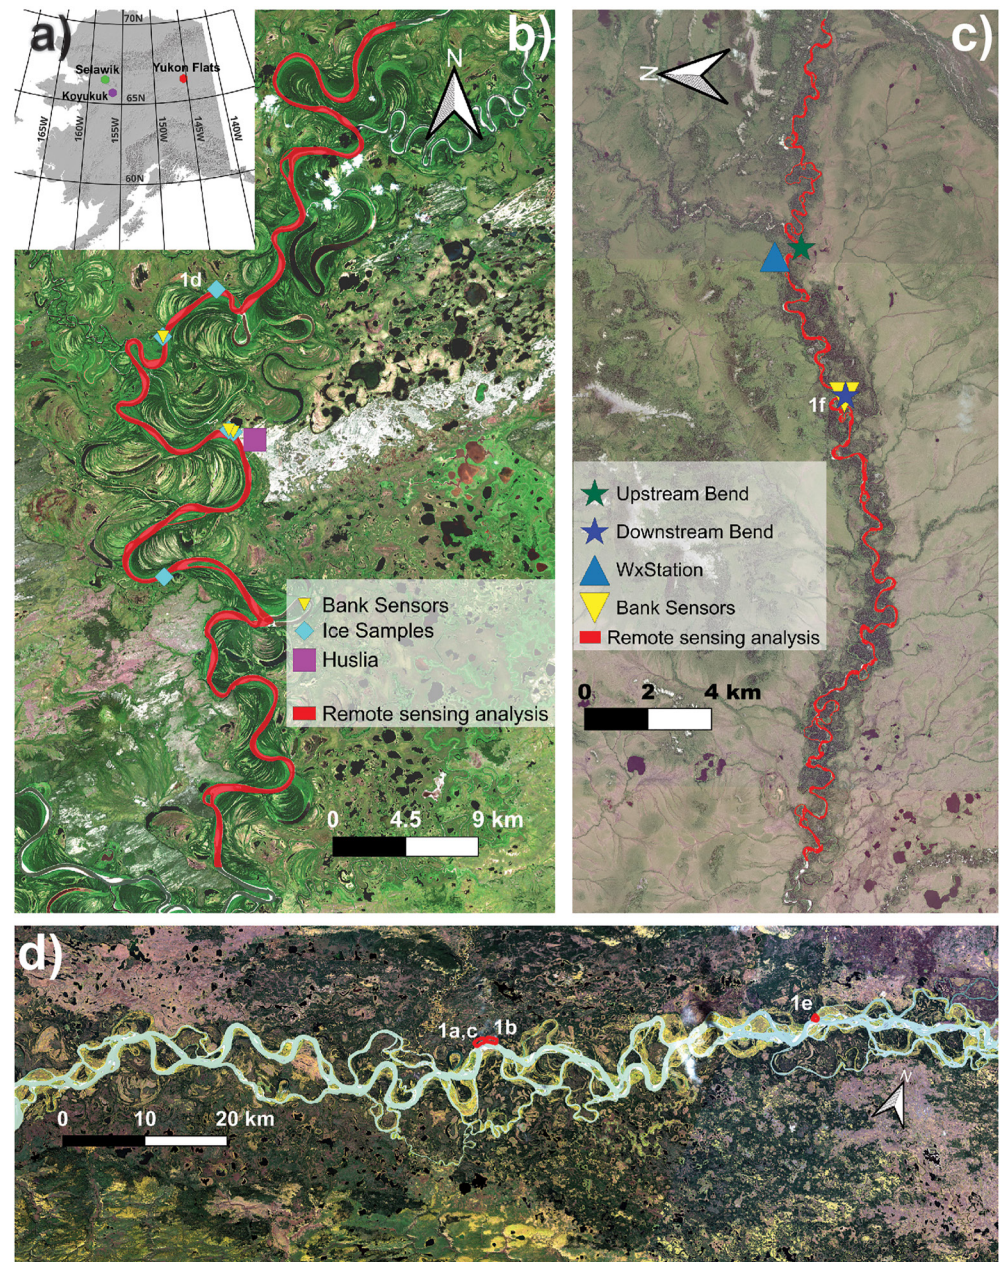 a)
70N
Selawik
Yukon Flats
Koyukuk
65N
165W
160W
155W
150W
145W
140W
60N
b)
N
1d
Bank Sensors
Ice Samples
Huslia
Remote sensing analysis
0 4.5 9 km
c)
N
1f
Upstream Bend
Downstream Bend
WxStation
Bank Sensors
Remote sensing analysis
0 2 4 km
d)
1a,c
1b
1e
N
0 10 20 km